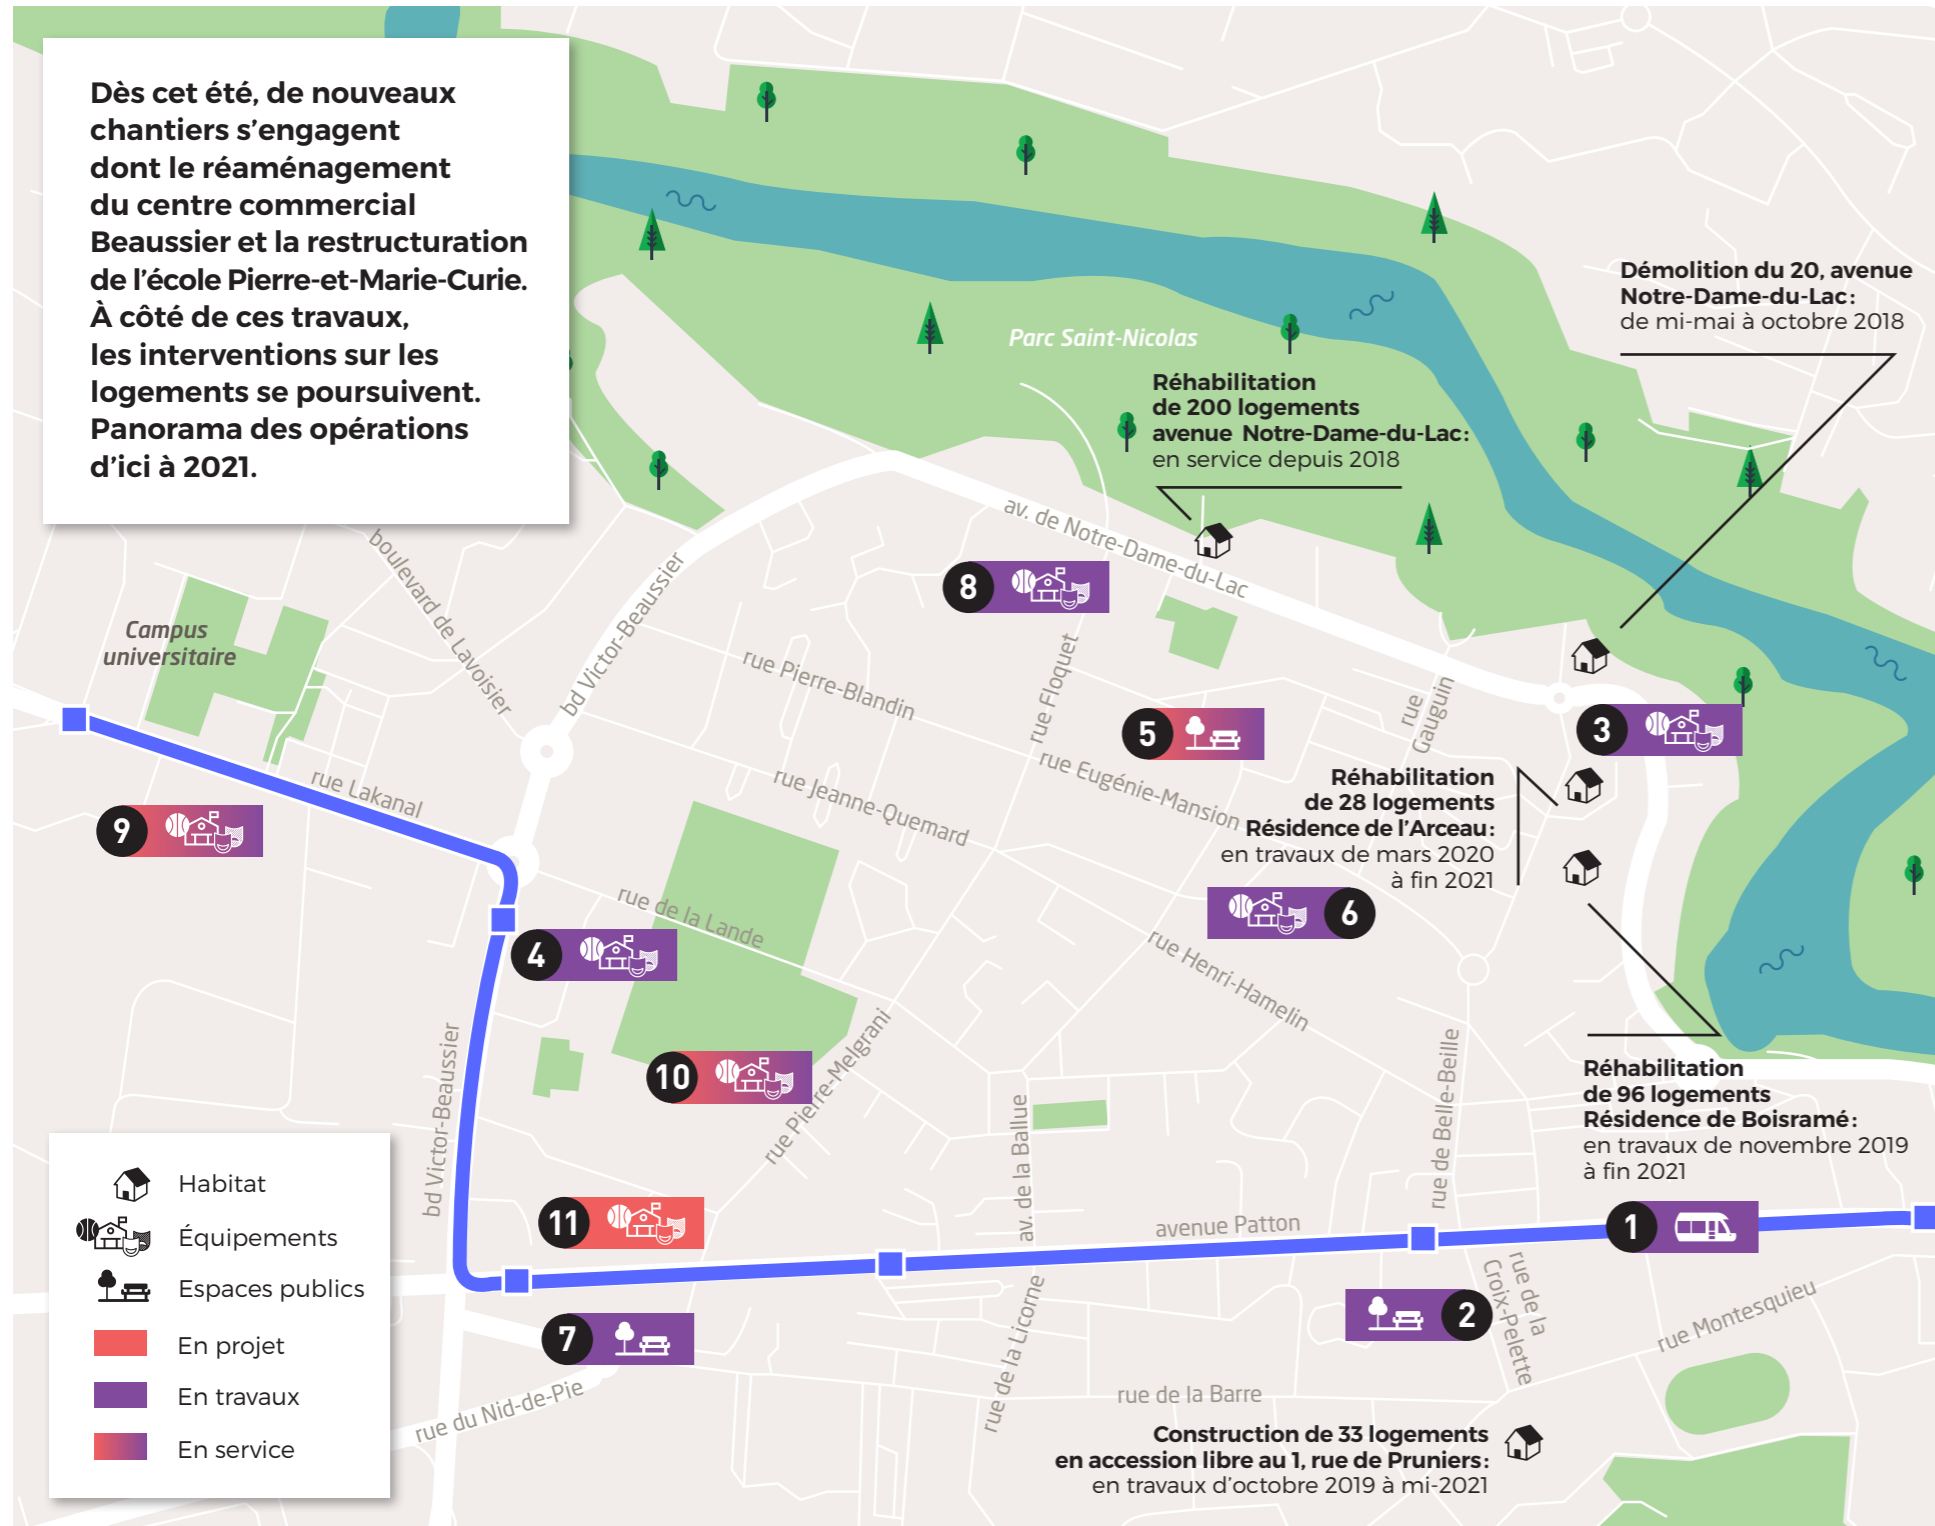 Dès cet été, de nouveaux
chantiers s’engagent
dont le réaménagement
du centre commercial
Beaussier et la restructuration
de l’école Pierre-et-Marie-Curie.
À côté de ces travaux,
les interventions sur les
logements se poursuivent.
Panorama des opérations
d’ici à 2021.
Démolition du 20, avenue
Notre-Dame-du-Lac :
de mi-mai à octobre 2018
Parc Saint-Nicolas
Réhabilitation
de 200 logements
avenue Notre-Dame-du-Lac :
en service depuis 2018
av. de Notre-Dame-du-Lac
boulevard de Lavoisier
bd Victor-Beaussier
8
Campus
universitaire
rue Pierre-Blandin
rue Floquet
rue
Gauguin
5
3
rue Eugénie-Mansion
rue Jeanne-Quemard
rue Lakanal
9
Réhabilitation
de 28 logements
Résidence de l’Arceau :
en travaux de mars 2020
à fin 2021
6
rue de la Lande
4
rue Henri-Hamelin
10
rue Pierre-Melgrani
bd Victor-Beaussier
av. de la Ballue
rue de Belle-Beille
Réhabilitation
de 96 logements
Résidence de Boisramé :
en travaux de novembre 2019
à fin 2021
11
avenue Patton
1
2
rue de la
Croix-Pelette
rue Montesquieu
7
rue de la Licorne
rue du Nid-de-Pie
rue de la Barre
Construction de 33 logements
en accession libre au 1, rue de Pruniers :
en travaux d’octobre 2019 à mi-2021
Habitat
Équipements
Espaces publics
En projet
En travaux
En service